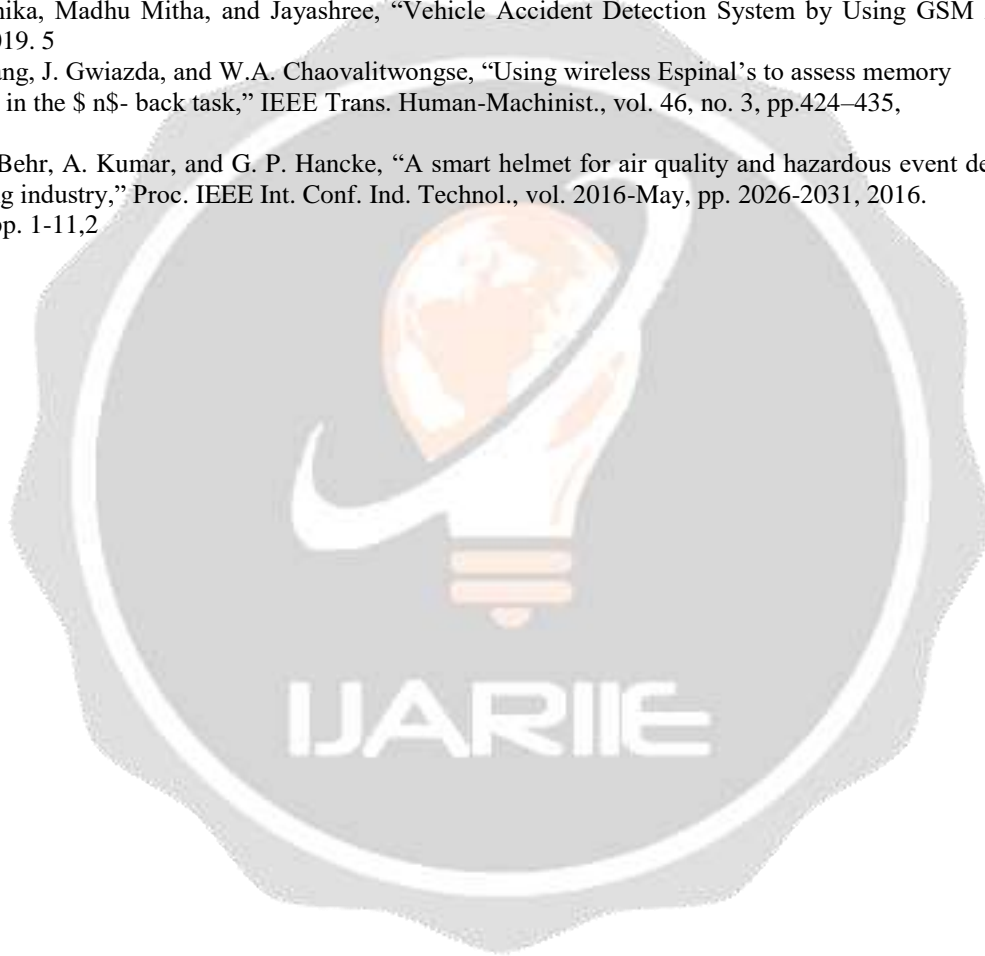 nika, Madhu Mitha, and Jayashree, “Vehicle Accident Detection System by Using GSM
019. 5
ang, J. Gwiazda, and W.A. Chaovalitwongse, “Using wireless Espinal’s to assess memory
in the $ n$- back task,” IEEE Trans. Human-Machinist., vol. 46, no. 3, pp.424–435,
Behr, A. Kumar, and G. P. Hancke, “A smart helmet for air quality and hazardous event de
g industry,” Proc. IEEE Int. Conf. Ind. Technol., vol. 2016-May, pp. 2026-2031, 2016.
pp. 1-11,2
IJARIIE